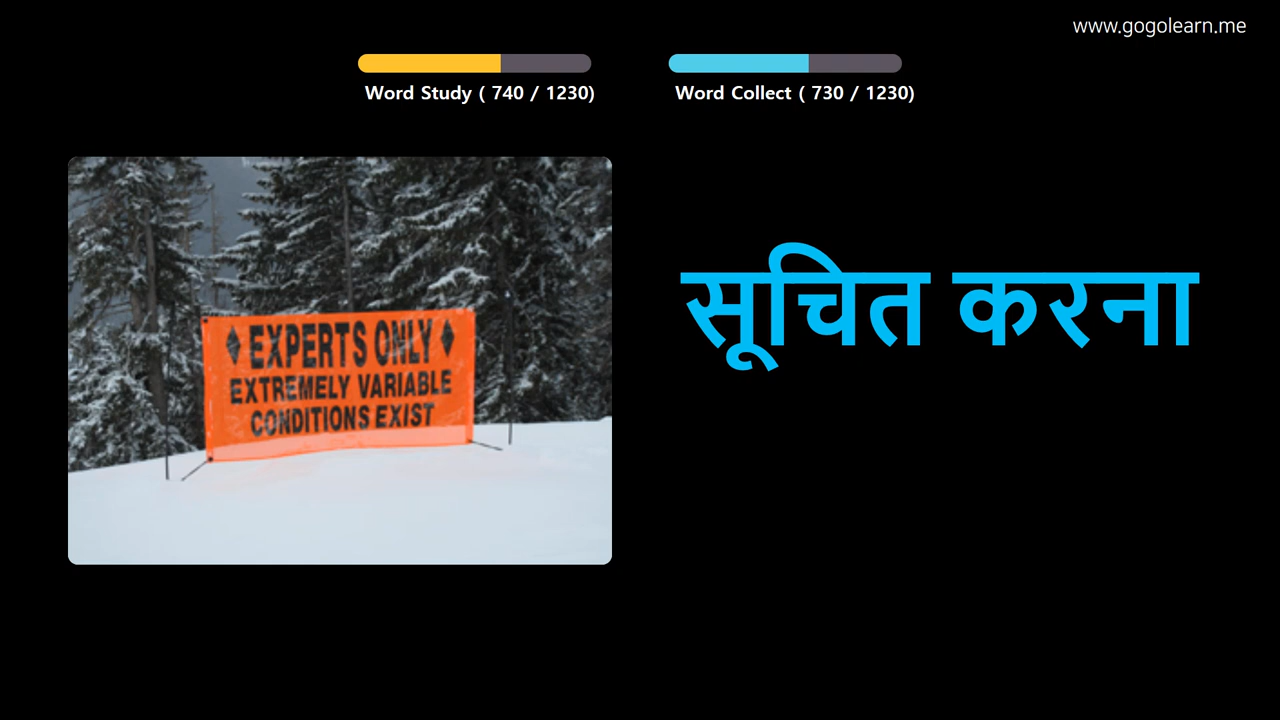 www.gogolearn.me
Word Study ( 740 / 1230)
Word Collect ( 730 / 1230)
सूचित करना
EXPERTS ONLY
EXTREMELY VARIABLE
CONDITIONS EXIST